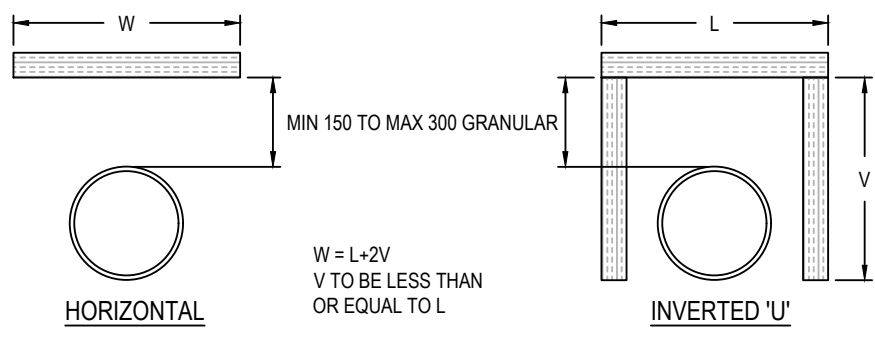 W
L
MIN 150 TO MAX 300 GRANULAR
V
W = L+2V
V TO BE LESS THAN
OR EQUAL TO L
HORIZONTAL
INVERTED 'U'